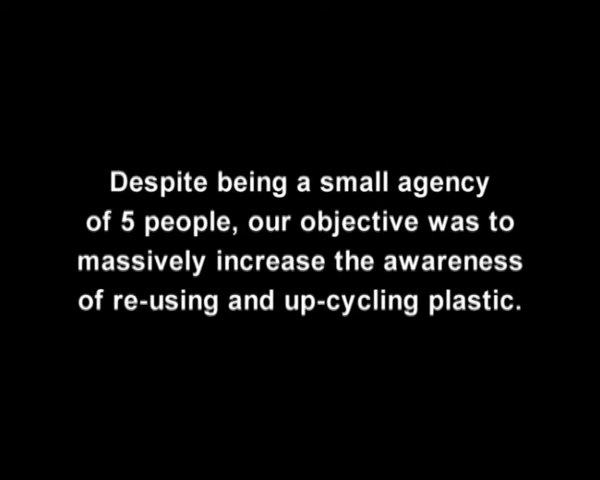 Despite being a small agency
of 5 people, our objective was to
massively increase the awareness
of re-using and up-cycling plastic.